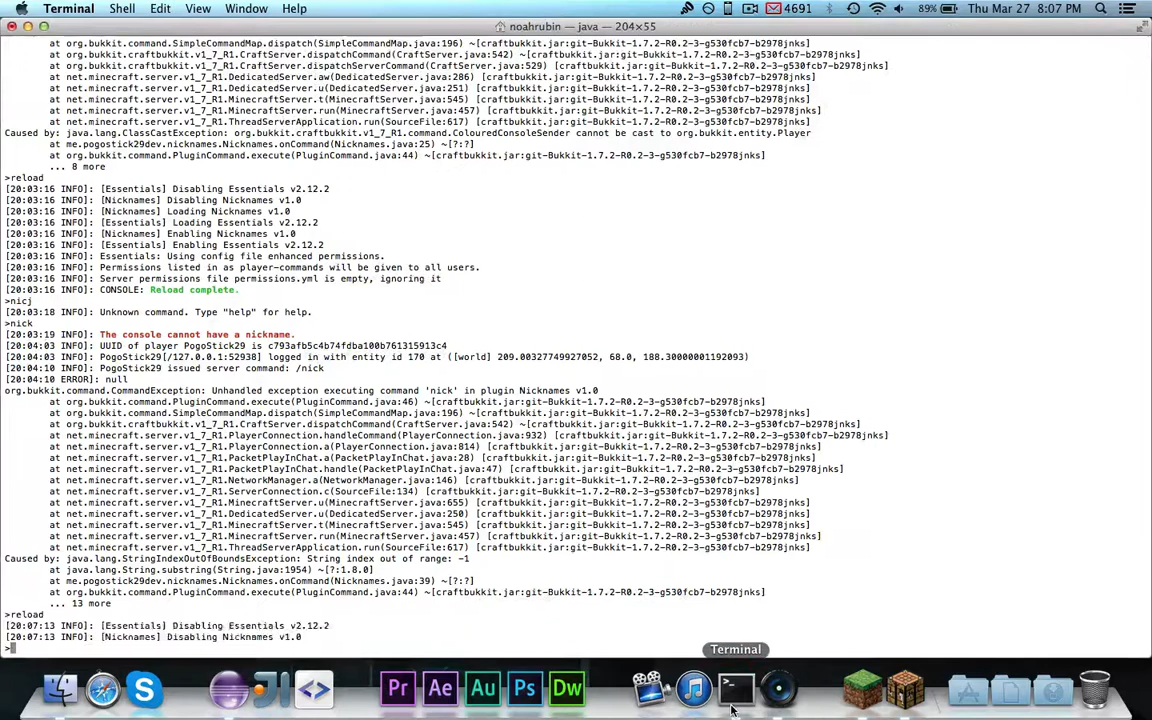 Terminal Shell Edit View Window Help 4691 89% Thu Mar 27 8:07 PM
noahrubin — java — 204×55
at org.bukkit.command.SimpleCommandMap.dispatch(SimpleCommandMap.java:196) ~[craftbukkit.jar:git-Bukkit-1.7.2-R0.2-3-g530fcb7-b2978jnks]
at org.bukkit.craftbukkit.v1_7_R1.CraftServer.dispatchCommand(CraftServer.java:542) ~[craftbukkit.jar:git-Bukkit-1.7.2-R0.2-3-g530fcb7-b2978jnks]
at org.bukkit.craftbukkit.v1_7_R1.CraftServer.dispatchServerCommand(CraftServer.java:529) ~[craftbukkit.jar:git-Bukkit-1.7.2-R0.2-3-g530fcb7-b2978jnks]
at net.minecraft.server.v1_7_R1.DedicatedServer.aw(DedicatedServer.java:286) [craftbukkit.jar:git-Bukkit-1.7.2-R0.2-3-g530fcb7-b2978jnks]
at net.minecraft.server.v1_7_R1.DedicatedServer.u(DedicatedServer.java:251) [craftbukkit.jar:git-Bukkit-1.7.2-R0.2-3-g530fcb7-b2978jnks]
at net.minecraft.server.v1_7_R1.MinecraftServer.t(MinecraftServer.java:545) [craftbukkit.jar:git-Bukkit-1.7.2-R0.2-3-g530fcb7-b2978jnks]
at net.minecraft.server.v1_7_R1.MinecraftServer.run(MinecraftServer.java:457) [craftbukkit.jar:git-Bukkit-1.7.2-R0.2-3-g530fcb7-b2978jnks]
at net.minecraft.server.v1_7_R1.ThreadServerApplication.run(SourceFile:617) [craftbukkit.jar:git-Bukkit-1.7.2-R0.2-3-g530fcb7-b2978jnks]
Caused by: java.lang.ClassCastException: org.bukkit.craftbukkit.v1_7_R1.command.ColouredConsoleSender cannot be cast to org.bukkit.entity.Player
at me.pogostick29dev.nicknames.Nicknames.onCommand(Nicknames.java:25) ~[?:?]
at org.bukkit.command.PluginCommand.execute(PluginCommand.java:44) ~[craftbukkit.jar:git-Bukkit-1.7.2-R0.2-3-g530fcb7-b2978jnks]
... 8 more
>reload
[20:03:16 INFO]: [Essentials] Disabling Essentials v2.12.2
[20:03:16 INFO]: [Nicknames] Disabling Nicknames v1.0
[20:03:16 INFO]: [Nicknames] Loading Nicknames v1.0
[20:03:16 INFO]: [Essentials] Loading Essentials v2.12.2
[20:03:16 INFO]: [Nicknames] Enabling Nicknames v1.0
[20:03:16 INFO]: [Essentials] Enabling Essentials v2.12.2
[20:03:16 INFO]: Essentials: Using config file enhanced permissions.
[20:03:16 INFO]: Permissions listed in as player-commands will be given to all users.
[20:03:16 INFO]: Server permissions file permissions.yml is empty, ignoring it
[20:03:16 INFO]: CONSOLE: Reload complete.
>nicj
[20:03:18 INFO]: Unknown command. Type "help" for help.
>nick
[20:03:19 INFO]: The console cannot have a nickname.
[20:04:03 INFO]: UUID of player PogoStick29 is c793afb5c4b74fdba100b761315913c4
[20:04:03 INFO]: PogoStick29[/127.0.0.1:52938] logged in with entity id 170 at ([world] 209.00327749927052, 68.0, 188.30000001192093)
[20:04:10 INFO]: PogoStick29 issued server command: /nick
[20:04:10 ERROR]: null
org.bukkit.command.CommandException: Unhandled exception executing command 'nick' in plugin Nicknames v1.0
at org.bukkit.command.PluginCommand.execute(PluginCommand.java:46) ~[craftbukkit.jar:git-Bukkit-1.7.2-R0.2-3-g530fcb7-b2978jnks]
at org.bukkit.command.SimpleCommandMap.dispatch(SimpleCommandMap.java:196) ~[craftbukkit.jar:git-Bukkit-1.7.2-R0.2-3-g530fcb7-b2978jnks]
at org.bukkit.craftbukkit.v1_7_R1.CraftServer.dispatchCommand(CraftServer.java:542) ~[craftbukkit.jar:git-Bukkit-1.7.2-R0.2-3-g530fcb7-b2978jnks]
at net.minecraft.server.v1_7_R1.PlayerConnection.handleCommand(PlayerConnection.java:932) [craftbukkit.jar:git-Bukkit-1.7.2-R0.2-3-g530fcb7-b2978jnks]
at net.minecraft.server.v1_7_R1.PlayerConnection.a(PlayerConnection.java:814) [craftbukkit.jar:git-Bukkit-1.7.2-R0.2-3-g530fcb7-b2978jnks]
at net.minecraft.server.v1_7_R1.PacketPlayInChat.a(PacketPlayInChat.java:28) [craftbukkit.jar:git-Bukkit-1.7.2-R0.2-3-g530fcb7-b2978jnks]
at net.minecraft.server.v1_7_R1.PacketPlayInChat.handle(PacketPlayInChat.java:47) [craftbukkit.jar:git-Bukkit-1.7.2-R0.2-3-g530fcb7-b2978jnks]
at net.minecraft.server.v1_7_R1.NetworkManager.a(NetworkManager.java:146) [craftbukkit.jar:git-Bukkit-1.7.2-R0.2-3-g530fcb7-b2978jnks]
at net.minecraft.server.v1_7_R1.ServerConnection.c(SourceFile:134) [craftbukkit.jar:git-Bukkit-1.7.2-R0.2-3-g530fcb7-b2978jnks]
at net.minecraft.server.v1_7_R1.MinecraftServer.u(MinecraftServer.java:655) [craftbukkit.jar:git-Bukkit-1.7.2-R0.2-3-g530fcb7-b2978jnks]
at net.minecraft.server.v1_7_R1.DedicatedServer.u(DedicatedServer.java:250) [craftbukkit.jar:git-Bukkit-1.7.2-R0.2-3-g530fcb7-b2978jnks]
at net.minecraft.server.v1_7_R1.MinecraftServer.t(MinecraftServer.java:545) [craftbukkit.jar:git-Bukkit-1.7.2-R0.2-3-g530fcb7-b2978jnks]
at net.minecraft.server.v1_7_R1.MinecraftServer.run(MinecraftServer.java:457) [craftbukkit.jar:git-Bukkit-1.7.2-R0.2-3-g530fcb7-b2978jnks]
at net.minecraft.server.v1_7_R1.ThreadServerApplication.run(SourceFile:617) [craftbukkit.jar:git-Bukkit-1.7.2-R0.2-3-g530fcb7-b2978jnks]
Caused by: java.lang.StringIndexOutOfBoundsException: String index out of range: -1
at java.lang.String.substring(String.java:1954) ~[?:1.8.0]
at me.pogostick29dev.nicknames.Nicknames.onCommand(Nicknames.java:39) ~[?:?]
at org.bukkit.command.PluginCommand.execute(PluginCommand.java:44) ~[craftbukkit.jar:git-Bukkit-1.7.2-R0.2-3-g530fcb7-b2978jnks]
... 13 more
>reload
[20:07:13 INFO]: [Essentials] Disabling Essentials v2.12.2
[20:07:13 INFO]: [Nicknames] Disabling Nicknames v1.0
>
Terminal
Pr Ae Au Ps Dw